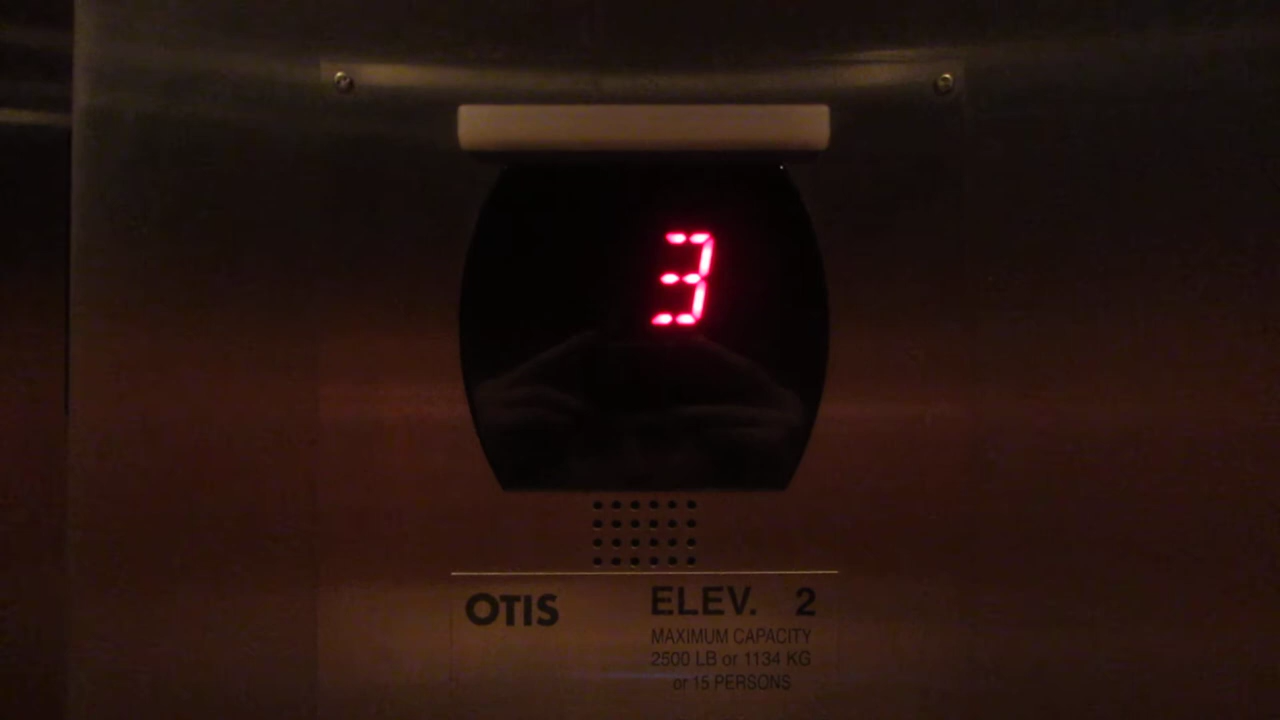 3
OTIS
ELEV. 2
MAXIMUM CAPACITY
2500 LB or 1134 KG
or 15 PERSONS